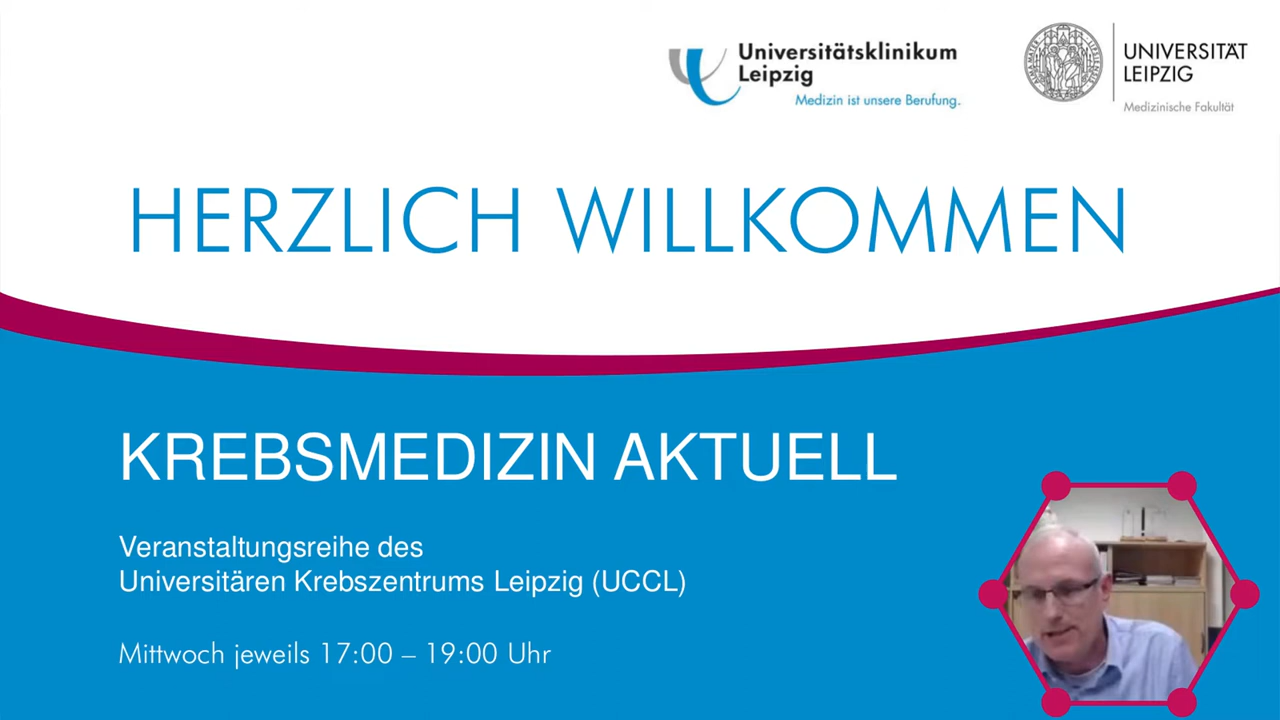 Universitätsklinikum
Leipzig
Medizin ist unsere Berufung.
UNIVERSITÄT
LEIPZIG
Medizinische Fakultät
HERZLICH WILLKOMMEN
KREBSMEDIZIN AKTUELL
Veranstaltungsreihe des
Universitären Krebszentrums Leipzig (UCCL)
Mittwoch jeweils 17:00 – 19:00 Uhr